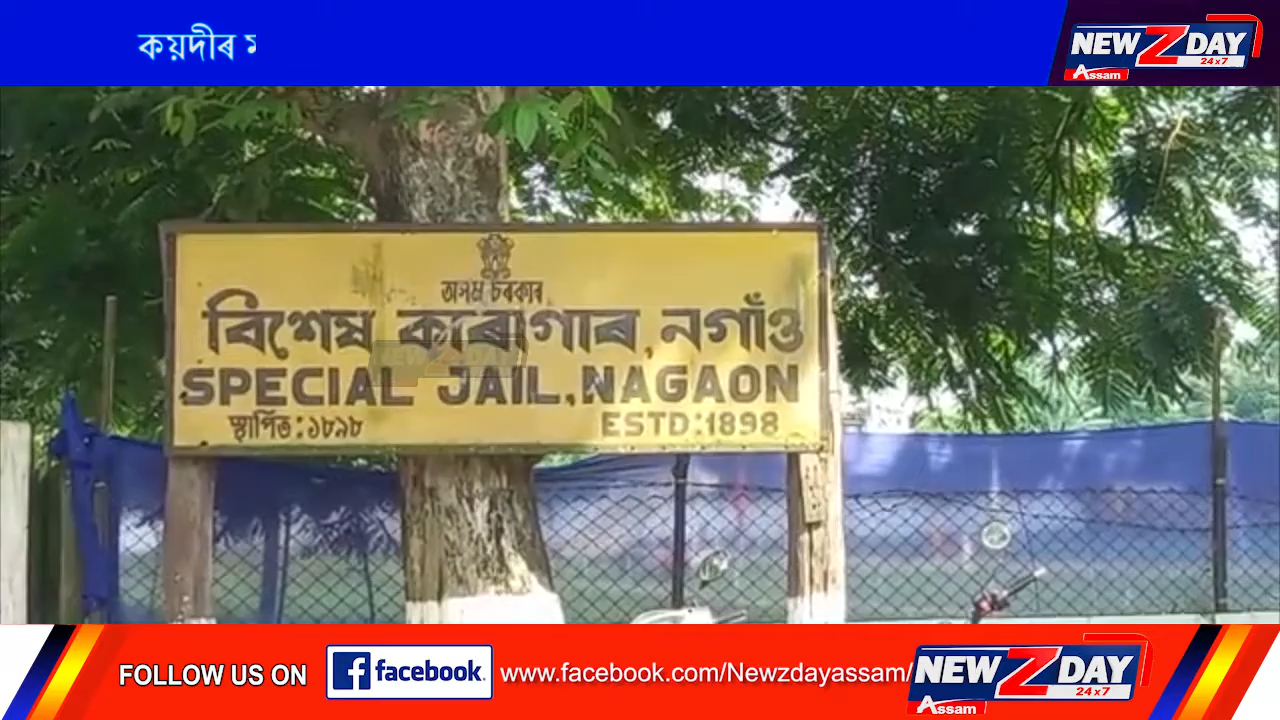 কয়দীৰ
NEWZDAY
24x7
Assam
অসম চৰকাৰ
বিশেষ কাৰাগাৰ, নগাঁও
SPECIAL JAIL, NAGAON
স্থাপিত : ১৮৯৮ ESTD : 1898
FOLLOW US ON facebook www.facebook.com/Newzdayassam/
NEWZDAY
24x7
Assam